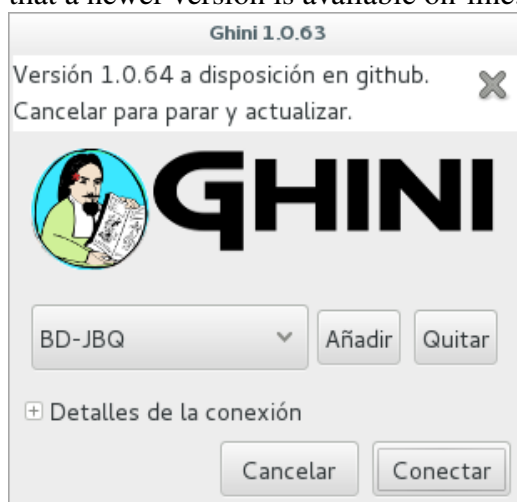 that a newer version is available on-line.
Ghini 1.0.63
Versión 1.0.64 a disposición en github.
Cancelar para parar y actualizar.
GHINI
BD-JBQ
Añadir
Quitar
Detalles de la conexión
Cancelar
Conectar